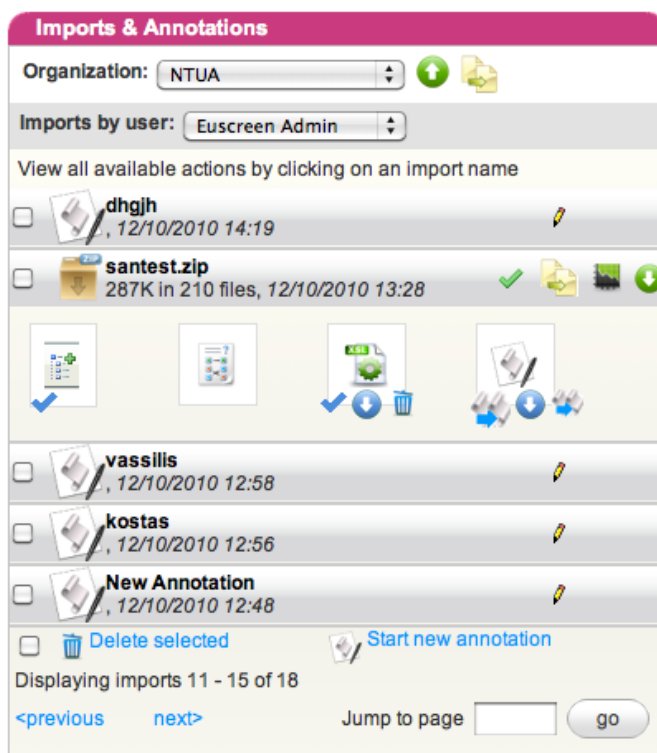 Imports & Annotations
Organization: NTUA
Imports by user: Euscreen Admin
View all available actions by clicking on an import name
dhgjh
, 12/10/2010 14:19
ZIP
santest.zip
287K in 210 files, 12/10/2010 13:28
XSL
vassilis
, 12/10/2010 12:58
kostas
, 12/10/2010 12:56
New Annotation
, 12/10/2010 12:48
Delete selected Start new annotation
Displaying imports 11 - 15 of 18
<previous next> Jump to page go